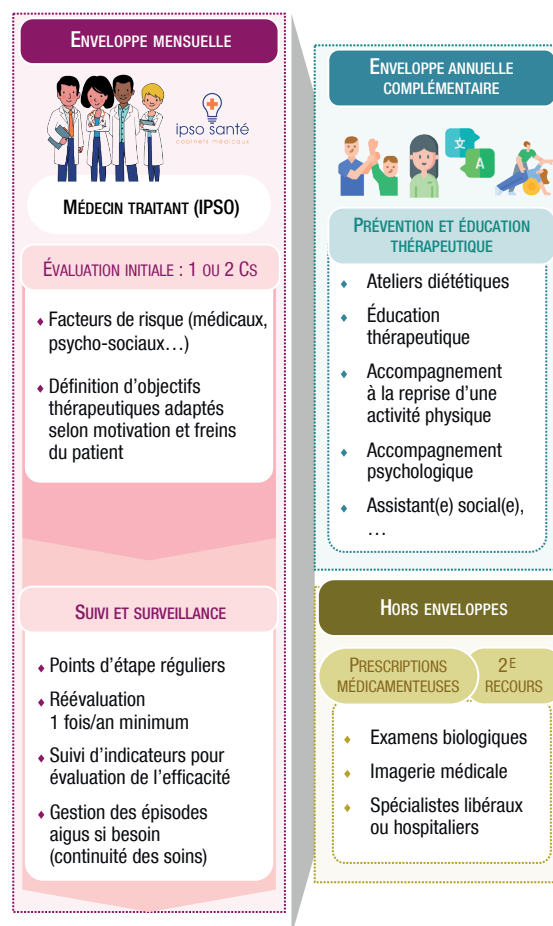 ENVELOPPE MENSUELLE
ipso santé
cabinets médicaux
MÉDECIN TRAITANT (IPSO)
ÉVALUATION INITIALE : 1 OU 2 CS
♦ Facteurs de risque (médicaux,
psycho-sociaux…)
♦ Définition d’objectifs
thérapeutiques adaptés
selon motivation et freins
du patient
SUIVI ET SURVEILLANCE
♦ Points d’étape réguliers
♦ Réévaluation
1 fois/an minimum
♦ Suivi d’indicateurs pour
évaluation de l’efficacité
♦ Gestion des épisodes
aigus si besoin
(continuité des soins)
ENVELOPPE ANNUELLE
COMPLÉMENTAIRE
文
A
PRÉVENTION ET ÉDUCATION
THÉRAPEUTIQUE
♦ Ateliers diététiques
♦ Éducation
thérapeutique
♦ Accompagnement
à la reprise d’une
activité physique
♦ Accompagnement
psychologique
♦ Assistant(e) social(e),
…
HORS ENVELOPPES
PRESCRIPTIONS
MÉDICAMENTEUSES
2E
RECOURS
♦ Examens biologiques
♦ Imagerie médicale
♦ Spécialistes libéraux
ou hospitaliers